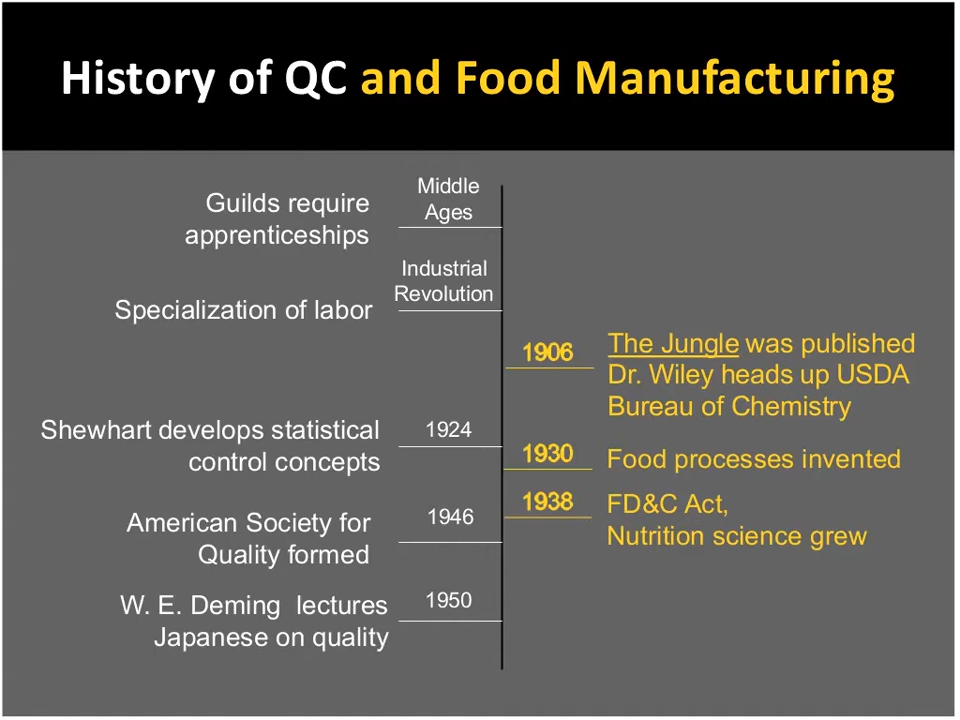 History of QC and Food Manufacturing
Middle
Ages
Guilds require
apprenticeships
Industrial
Revolution
Specialization of labor
1906
The Jungle was published
Dr. Wiley heads up USDA
Bureau of Chemistry
1924
Shewhart develops statistical
control concepts
1930
Food processes invented
1938
FD&C Act,
Nutrition science grew
1946
American Society for
Quality formed
1950
W. E. Deming  lectures
Japanese on quality